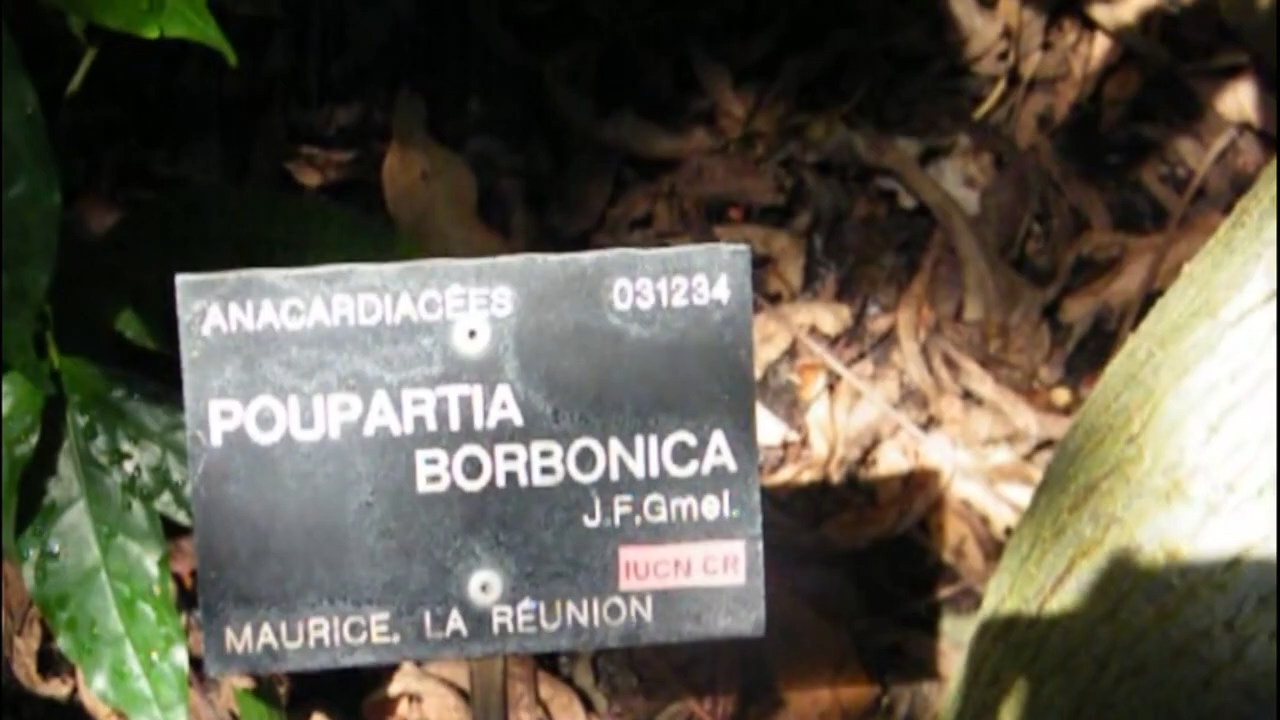 ANACARDIACÉES 031234
POUPARTIA
BORBONICA
J.F.Gmel.
IUCN CR
MAURICE, LA RÉUNION